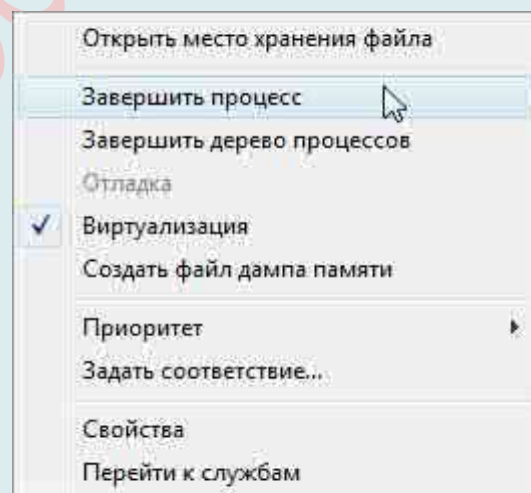 Открыть место хранения файла
Завершить процесс
Завершить дерево процессов
Отладка
Виртуализация
Создать файл дампа памяти
Приоритет
Задать соответствие...
Свойства
Перейти к службам